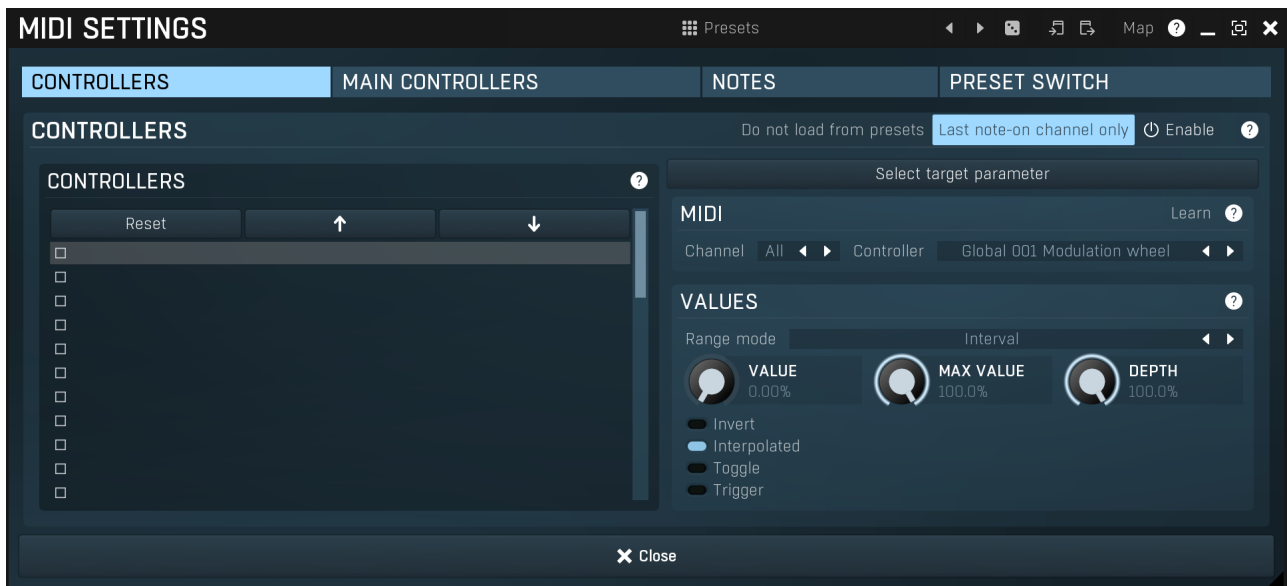 MIDI SETTINGS Presets Map ?
CONTROLLERS MAIN CONTROLLERS NOTES PRESET SWITCH
CONTROLLERS Do not load from presets Last note-on channel only Enable ?
CONTROLLERS ?
Reset
Select target parameter
MIDI Learn ?
Channel All Controller Global 001 Modulation wheel
VALUES ?
Range mode Interval
VALUE
0.00%
MAX VALUE
100.0%
DEPTH
100.0%
Invert
Interpolated
Toggle
Trigger
Close